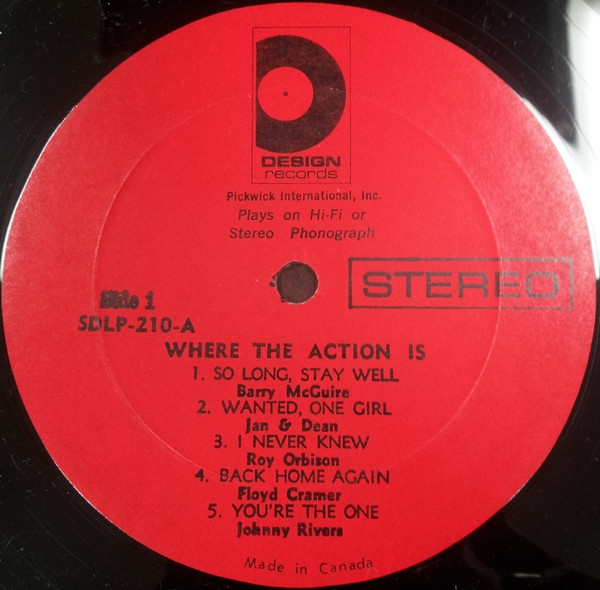 DESIGN
records
Pickwick International, Inc.
Plays on Hi-Fi or
Stereo Phonograph
STEREO
Side 1
SDLP-210-A
WHERE THE ACTION IS
1. SO LONG, STAY WELL
Barry McGuire
2. WANTED, ONE GIRL
Jan & Dean
3. I NEVER KNEW
Roy Orbison
4. BACK HOME AGAIN
Floyd Cramer
5. YOU'RE THE ONE
Johnny Rivers
Made in Canada